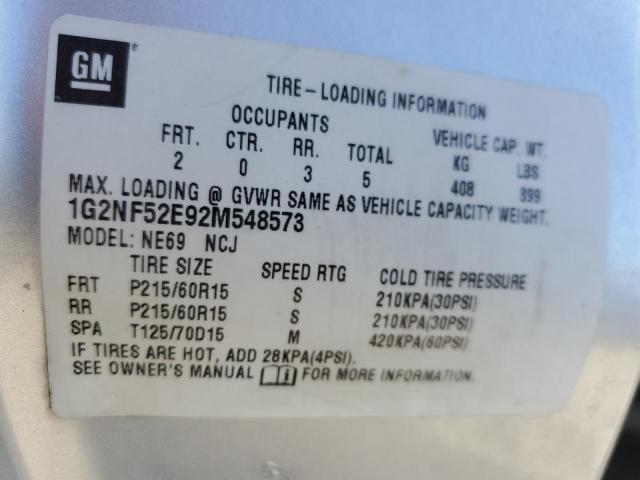 GM
TIRE-LOADING INFORMATION
OCCUPANTS VEHICLE CAP. WT.
FRT. CTR. RR. TOTAL KG LBS
2 0 3 5 408 899
MAX. LOADING @ GVWR SAME AS VEHICLE CAPACITY WEIGHT.
1G2NF52E92M548573
MODEL: NE69 NCJ
TIRE SIZE SPEED RTG COLD TIRE PRESSURE
FRT P215/60R15 S 210KPA(30PSI)
RR P215/60R15 S 210KPA(30PSI)
SPA T125/70D15 M 420KPA(60PSI)
IF TIRES ARE HOT, ADD 28KPA(4PSI).
SEE OWNER'S MANUAL FOR MORE INFORMATION.